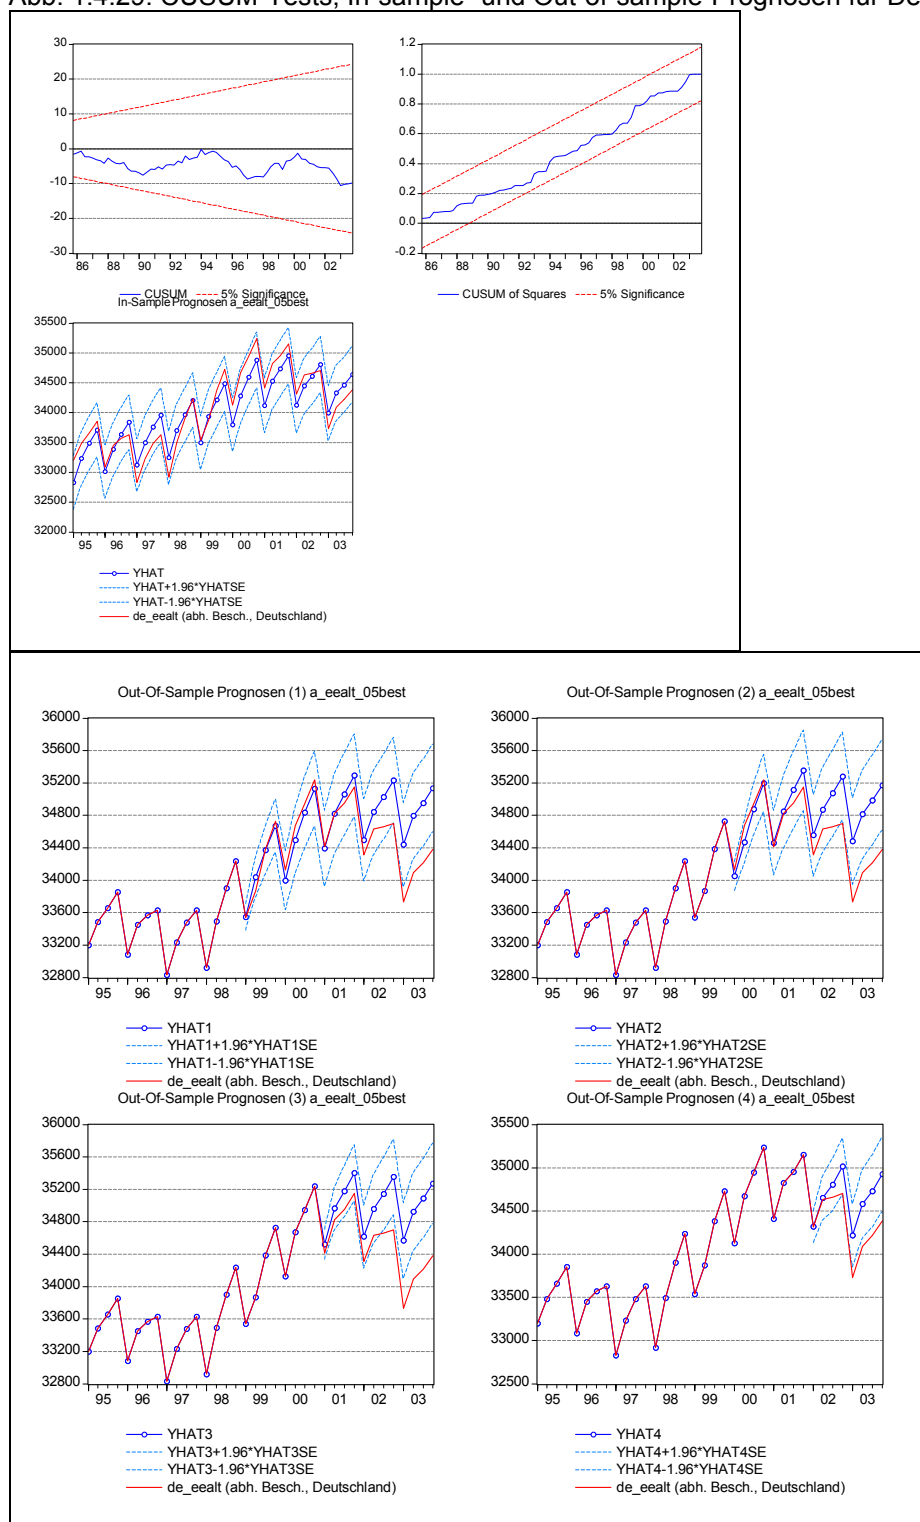 Abb. 1.4.29: CUSUM-Tests, In-sample- und Out-of-sample-Prognosen für De
30
20
10
0
-10
-20
-30
86 88 90 92 94 96 98 00 02
CUSUM 5% Significance
1.2
1.0
0.8
0.6
0.4
0.2
0.0
-0.2
86 88 90 92 94 96 98 00 02
CUSUM of Squares 5% Significance
In-Sample Prognosen a_eealt_05best
35500
35000
34500
34000
33500
33000
32500
32000
95 96 97 98 99 00 01 02 03
YHAT
YHAT+1.96*YHATSE
YHAT-1.96*YHATSE
de_eealt (abh. Besch., Deutschland)
Out-Of-Sample Prognosen (1) a_eealt_05best
36000
35600
35200
34800
34400
34000
33600
33200
32800
95 96 97 98 99 00 01 02 03
YHAT1
YHAT1+1.96*YHAT1SE
YHAT1-1.96*YHAT1SE
de_eealt (abh. Besch., Deutschland)
Out-Of-Sample Prognosen (2) a_eealt_05best
36000
35600
35200
34800
34400
34000
33600
33200
32800
95 96 97 98 99 00 01 02 03
YHAT2
YHAT2+1.96*YHAT2SE
YHAT2-1.96*YHAT2SE
de_eealt (abh. Besch., Deutschland)
Out-Of-Sample Prognosen (3) a_eealt_05best
36000
35600
35200
34800
34400
34000
33600
33200
32800
95 96 97 98 99 00 01 02 03
YHAT3
YHAT3+1.96*YHAT3SE
YHAT3-1.96*YHAT3SE
de_eealt (abh. Besch., Deutschland)
Out-Of-Sample Prognosen (4) a_eealt_05best
35500
35000
34500
34000
33500
33000
32500
95 96 97 98 99 00 01 02 03
YHAT4
YHAT4+1.96*YHAT4SE
YHAT4-1.96*YHAT4SE
de_eealt (abh. Besch., Deutschland)